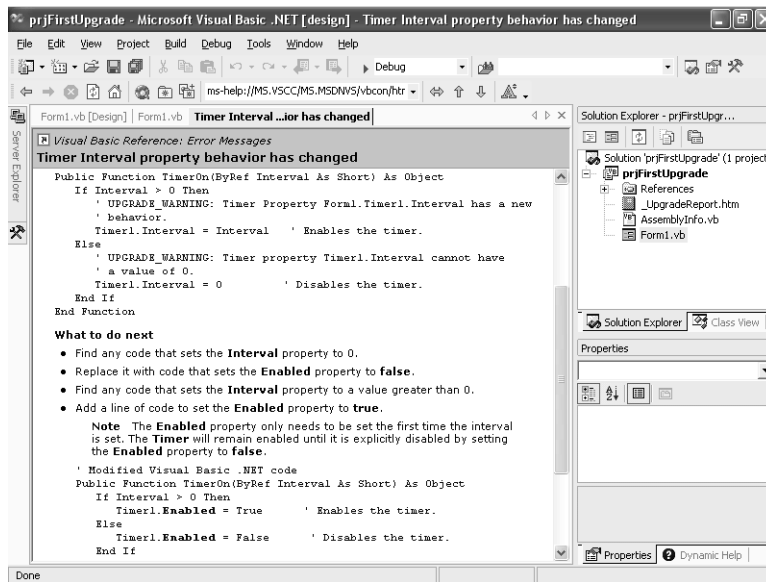 prjFirstUpgrade - Microsoft Visual Basic .NET [design] - Timer Interval property behavior has changed
File Edit View Project Build Debug Tools Window Help
Debug
ms-help://MS.VSCC/MS.MSDNVS/vbcon/htr
Form1.vb [Design] Form1.vb Timer Interval ...ior has changed
Server Explorer
Visual Basic Reference: Error Messages
Timer Interval property behavior has changed
Public Function TimerOn(ByRef Interval As Short) As Object
If Interval > 0 Then
' UPGRADE_WARNING: Timer Property Form1.Timer1.Interval has a new
' behavior.
Timer1.Interval = Interval ' Enables the timer.
Else
' UPGRADE_WARNING: Timer property Timer1.Interval cannot have
' a value of 0.
Timer1.Interval = 0 ' Disables the timer.
End If
End Function
What to do next
• Find any code that sets the Interval property to 0.
• Replace it with code that sets the Enabled property to false.
• Find any code that sets the Interval property to a value greater than 0.
• Add a line of code to set the Enabled property to true.
Note The Enabled property only needs to be set the first time the interval
is set. The Timer will remain enabled until it is explicitly disabled by setting
the Enabled property to false.
' Modified Visual Basic .NET code
Public Function TimerOn(ByRef Interval As Short) As Object
If Interval > 0 Then
Timer1.Enabled = True ' Enables the timer.
Else
Timer1.Enabled = False ' Disables the timer.
End If
Solution Explorer - prjFirstUpgr...
Solution 'prjFirstUpgrade' (1 project
prjFirstUpgrade
References
_UpgradeReport.htm
AssemblyInfo.vb
Form1.vb
Solution Explorer Class View
Properties
Properties Dynamic Help
Done